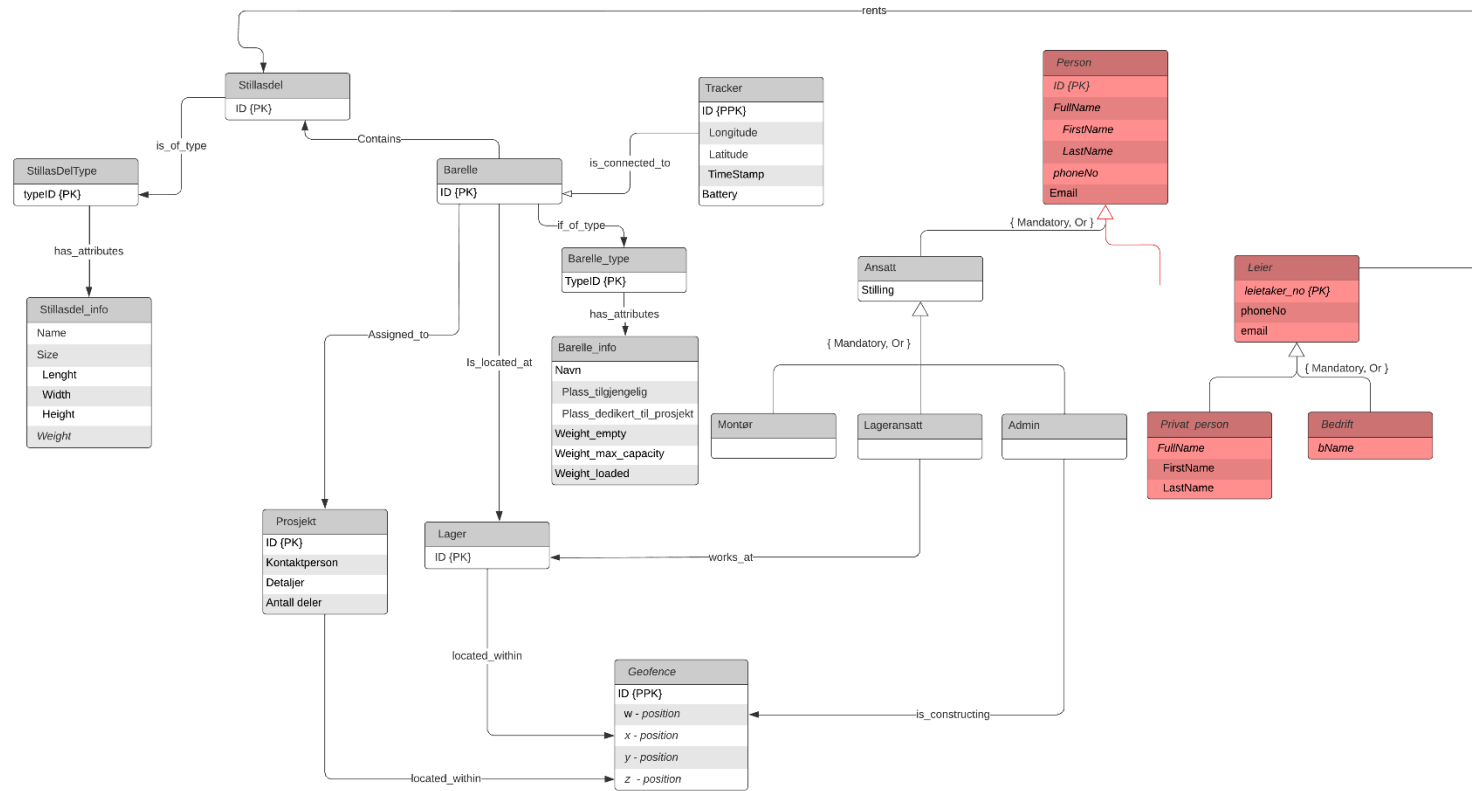 rents
Stillasdel
ID {PK}
Tracker
ID {PPK}
Longitude
Latitude
TimeStamp
Battery
Person
ID {PK}
FullName
FirstName
LastName
phoneNo
Email
is_of_type
Contains
is_connected_to
StillasDelType
typeID {PK}
Barelle
ID {PK}
if_of_type
{ Mandatory, Or }
has_attributes
Barelle_type
TypeID {PK}
Ansatt
Stilling
Leier
leietaker_no {PK}
phoneNo
email
Stillasdel_info
Name
Size
Lenght
Width
Height
Weight
has_attributes
Assigned_to
Is_located_at
Barelle_info
Navn
Plass_tilgjengelig
Plass_dedikert_til_prosjekt
Weight_empty
Weight_max_capacity
Weight_loaded
{ Mandatory, Or }
{ Mandatory, Or }
Montør
Lageransatt
Admin
Privat_person
FullName
FirstName
LastName
Bedrift
bName
Prosjekt
ID {PK}
Kontaktperson
Detaljer
Antall deler
Lager
ID {PK}
works_at
located_within
Geofence
ID {PPK}
w - position
x - position
y - position
z - position
is_constructing
located_within